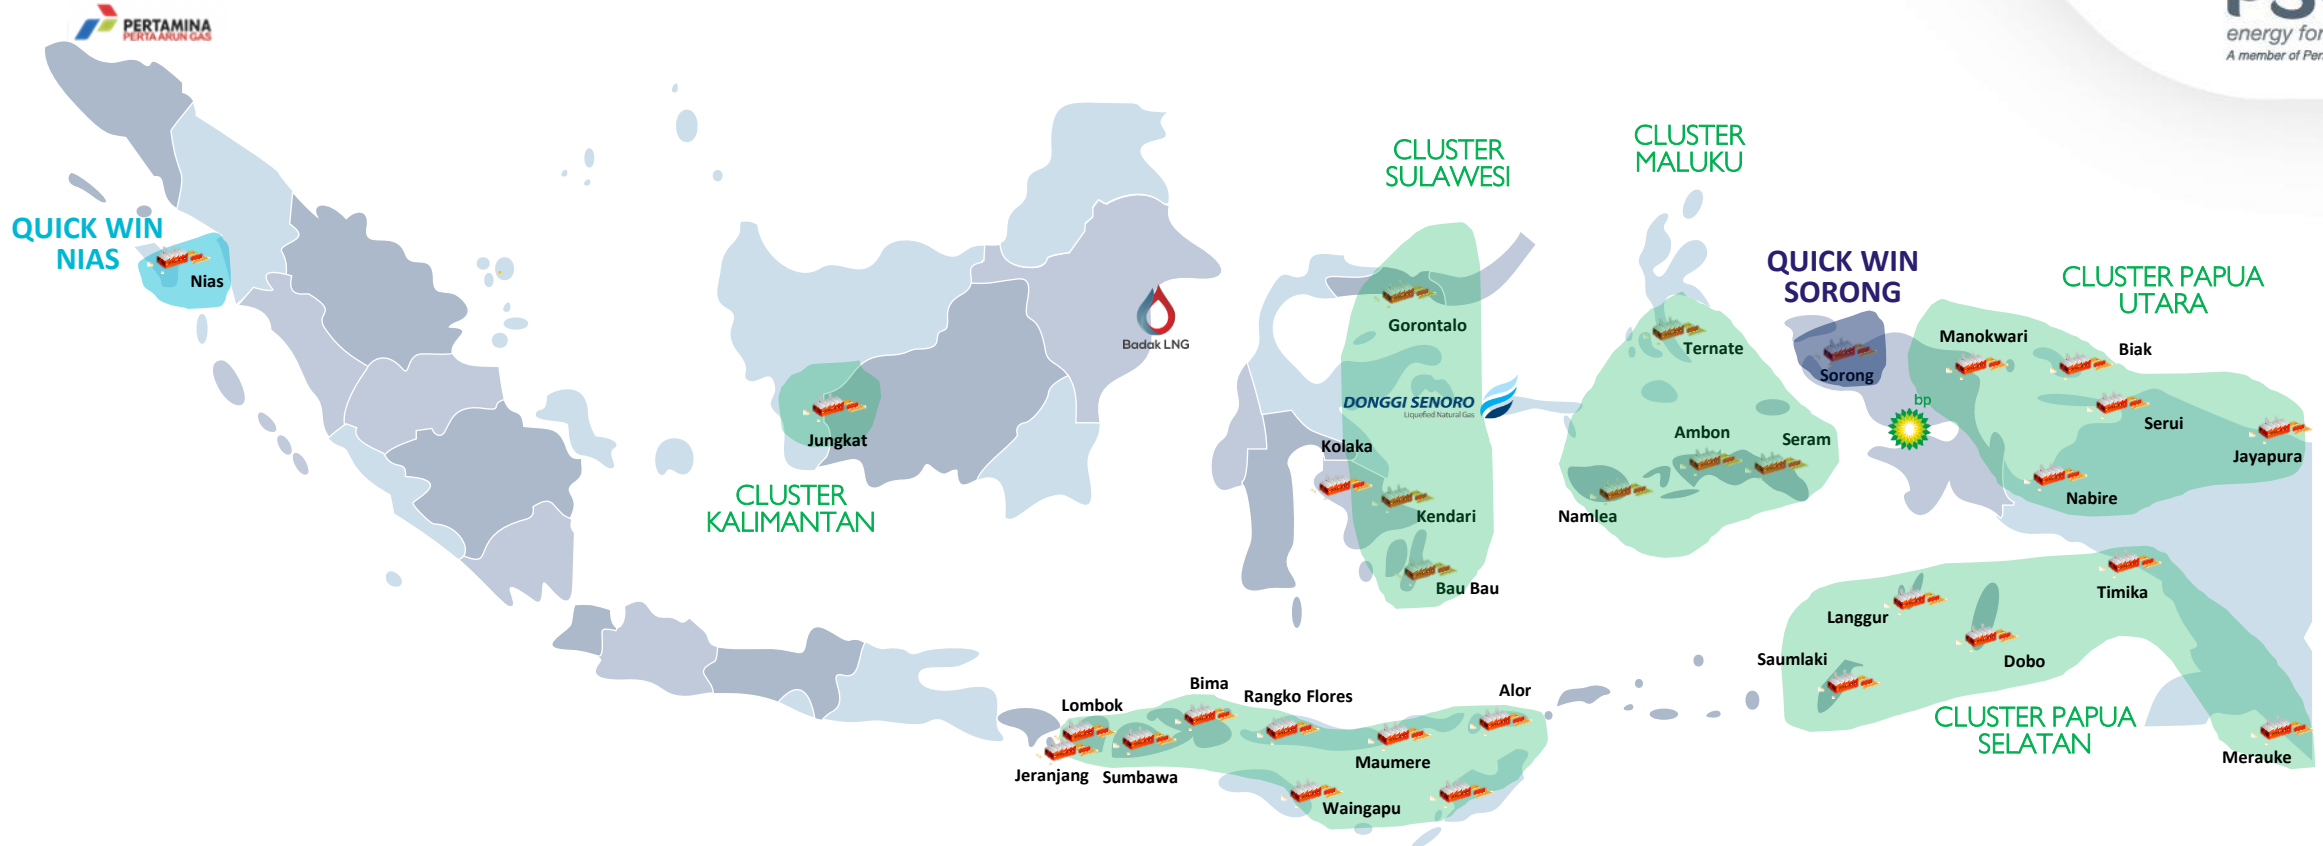 PERTAMINA
PERTA ARUN GAS
energy for
A member of Per
CLUSTER
MALUKU
CLUSTER
SULAWESI
QUICK WIN
NIAS
Nias
QUICK WIN
SORONG
Sorong
CLUSTER PAPUA
UTARA
Manokwari
Biak
Serui
Jayapura
Nabire
bp
Badak LNG
Gorontalo
Ternate
DONGGI SENORO
Liquefied Natural Gas
Jungkat
CLUSTER
KALIMANTAN
Kolaka
Kendari
Bau Bau
Ambon
Seram
Namlea
Timika
Langgur
Dobo
Saumlaki
CLUSTER PAPUA
SELATAN
Merauke
Lombok
Bima
Rangko Flores
Alor
Jeranjang
Sumbawa
Maumere
Waingapu